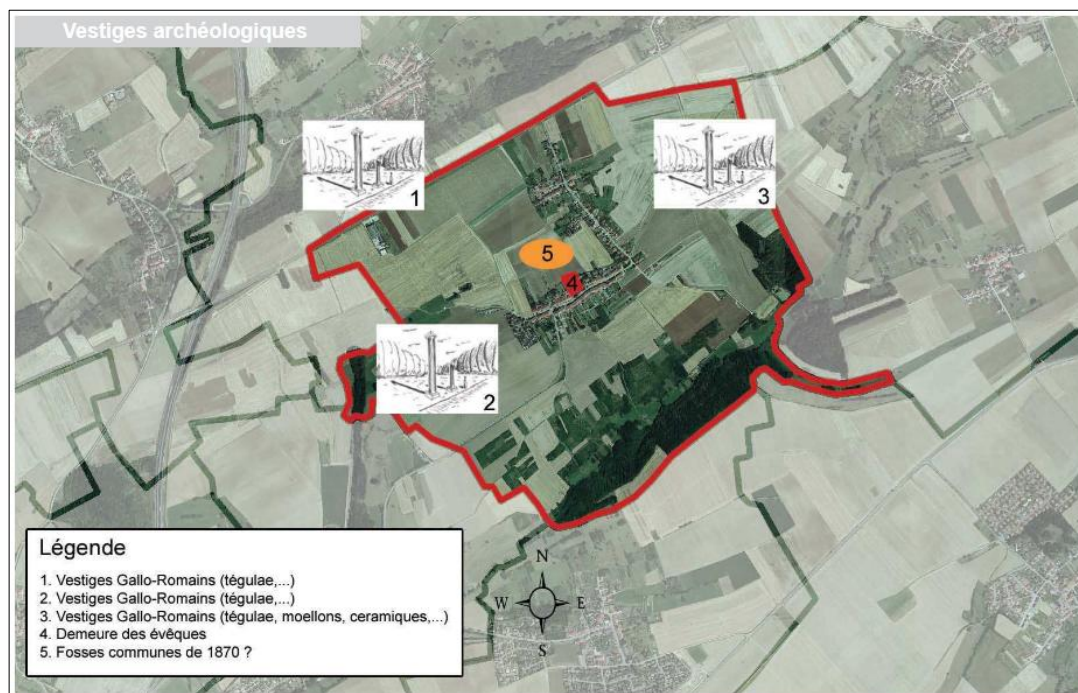 Vestiges archéologiques
1
3
5
4
2
Légende
1. Vestiges Gallo-Romains (tégulae,...)
2. Vestiges Gallo-Romains (tégulae,...)
3. Vestiges Gallo-Romains (tégulae, moellons, ceramiques,...)
4. Demeure des évêques
5. Fosses communes de 1870 ?
N
W E
S